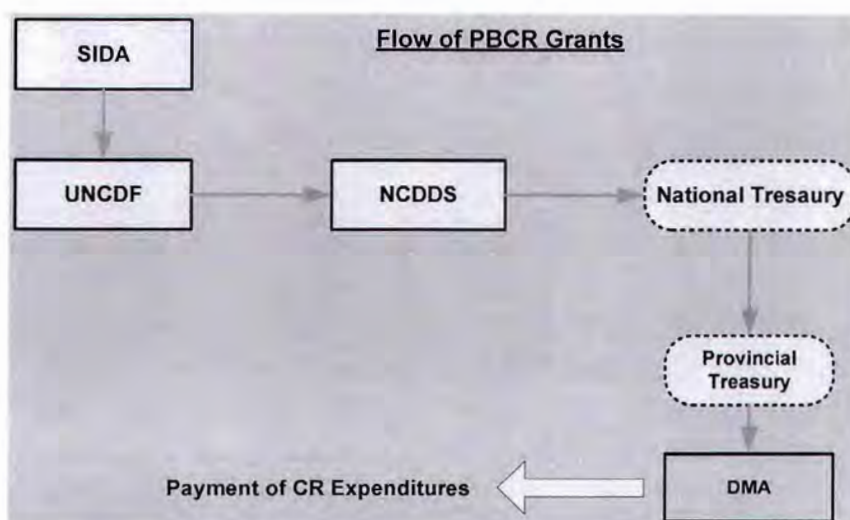 Flow of PBCR Grants
SIDA
UNCDF
NCDDS
National Tresaury
Provincial
Treasury
DMA
Payment of CR Expenditures